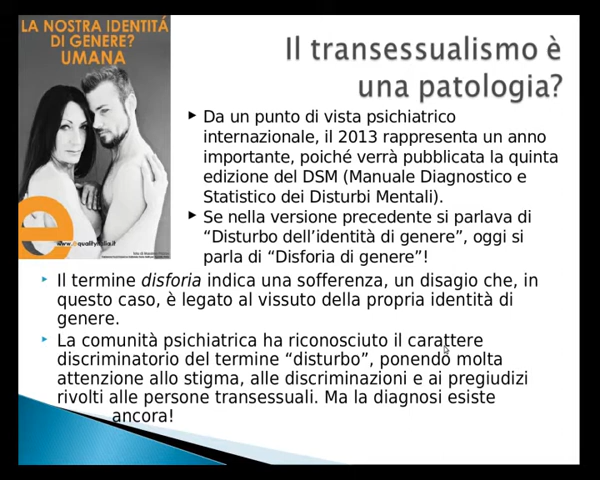 LA NOSTRA IDENTITÁ
DI GENERE?
UMANA
e
www.equalityitalia.it
Il transessualismo è
una patologia?
Da un punto di vista psichiatrico
internazionale, il 2013 rappresenta un anno
importante, poiché verrà pubblicata la quinta
edizione del DSM (Manuale Diagnostico e
Statistico dei Disturbi Mentali).
Se nella versione precedente si parlava di
“Disturbo dell’identità di genere”, oggi si
parla di “Disforia di genere”!
Il termine disforia indica una sofferenza, un disagio che, in
questo caso, è legato al vissuto della propria identità di
genere.
La comunità psichiatrica ha riconosciuto il carattere
discriminatorio del termine “disturbo”, ponendo molta
attenzione allo stigma, alle discriminazioni e ai pregiudizi
rivolti alle persone transessuali. Ma la diagnosi esiste
ancora!